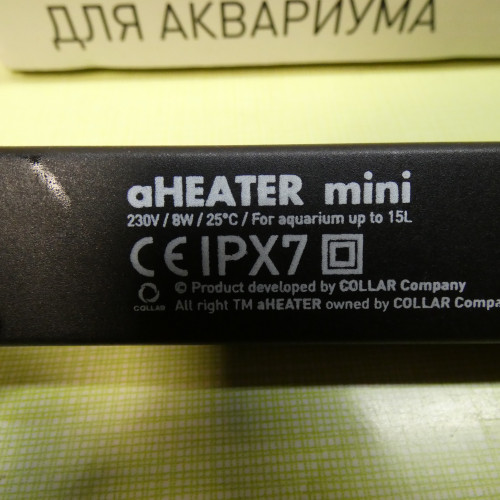 ДЛЯ АКВАРИУМА
aHEATER mini
230V / 8W / 25°C / For aquarium up to 15L
CE IPX7
© Product developed by COLLAR Company
COLLAR All right TM aHEATER owned by COLLAR Compa